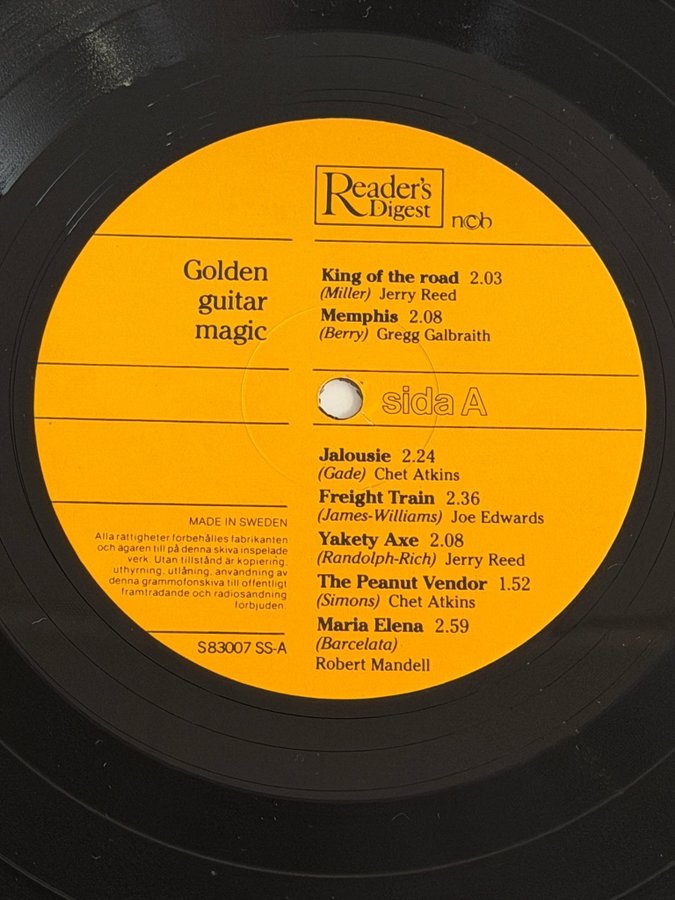 Reader's
Digest
ncb
Golden
guitar
magic
King of the road 2.03
(Miller) Jerry Reed
Memphis 2.08
(Berry) Gregg Galbraith
sida A
Jalousie 2.24
(Gade) Chet Atkins
Freight Train 2.36
(James-Williams) Joe Edwards
Yakety Axe 2.08
(Randolph-Rich) Jerry Reed
The Peanut Vendor 1.52
(Simons) Chet Atkins
Maria Elena 2.59
(Barcelata)
Robert Mandell
MADE IN SWEDEN
Alla rättigheter förbehålles fabrikanten
och ägaren till på denna skiva inspelade
verk. Utan tillstånd är kopiering,
uthyrning, utlåning, användning av
denna grammofonskiva till offentligt
framträdande och radiosändning
förbjuden.
S83007 SS-A